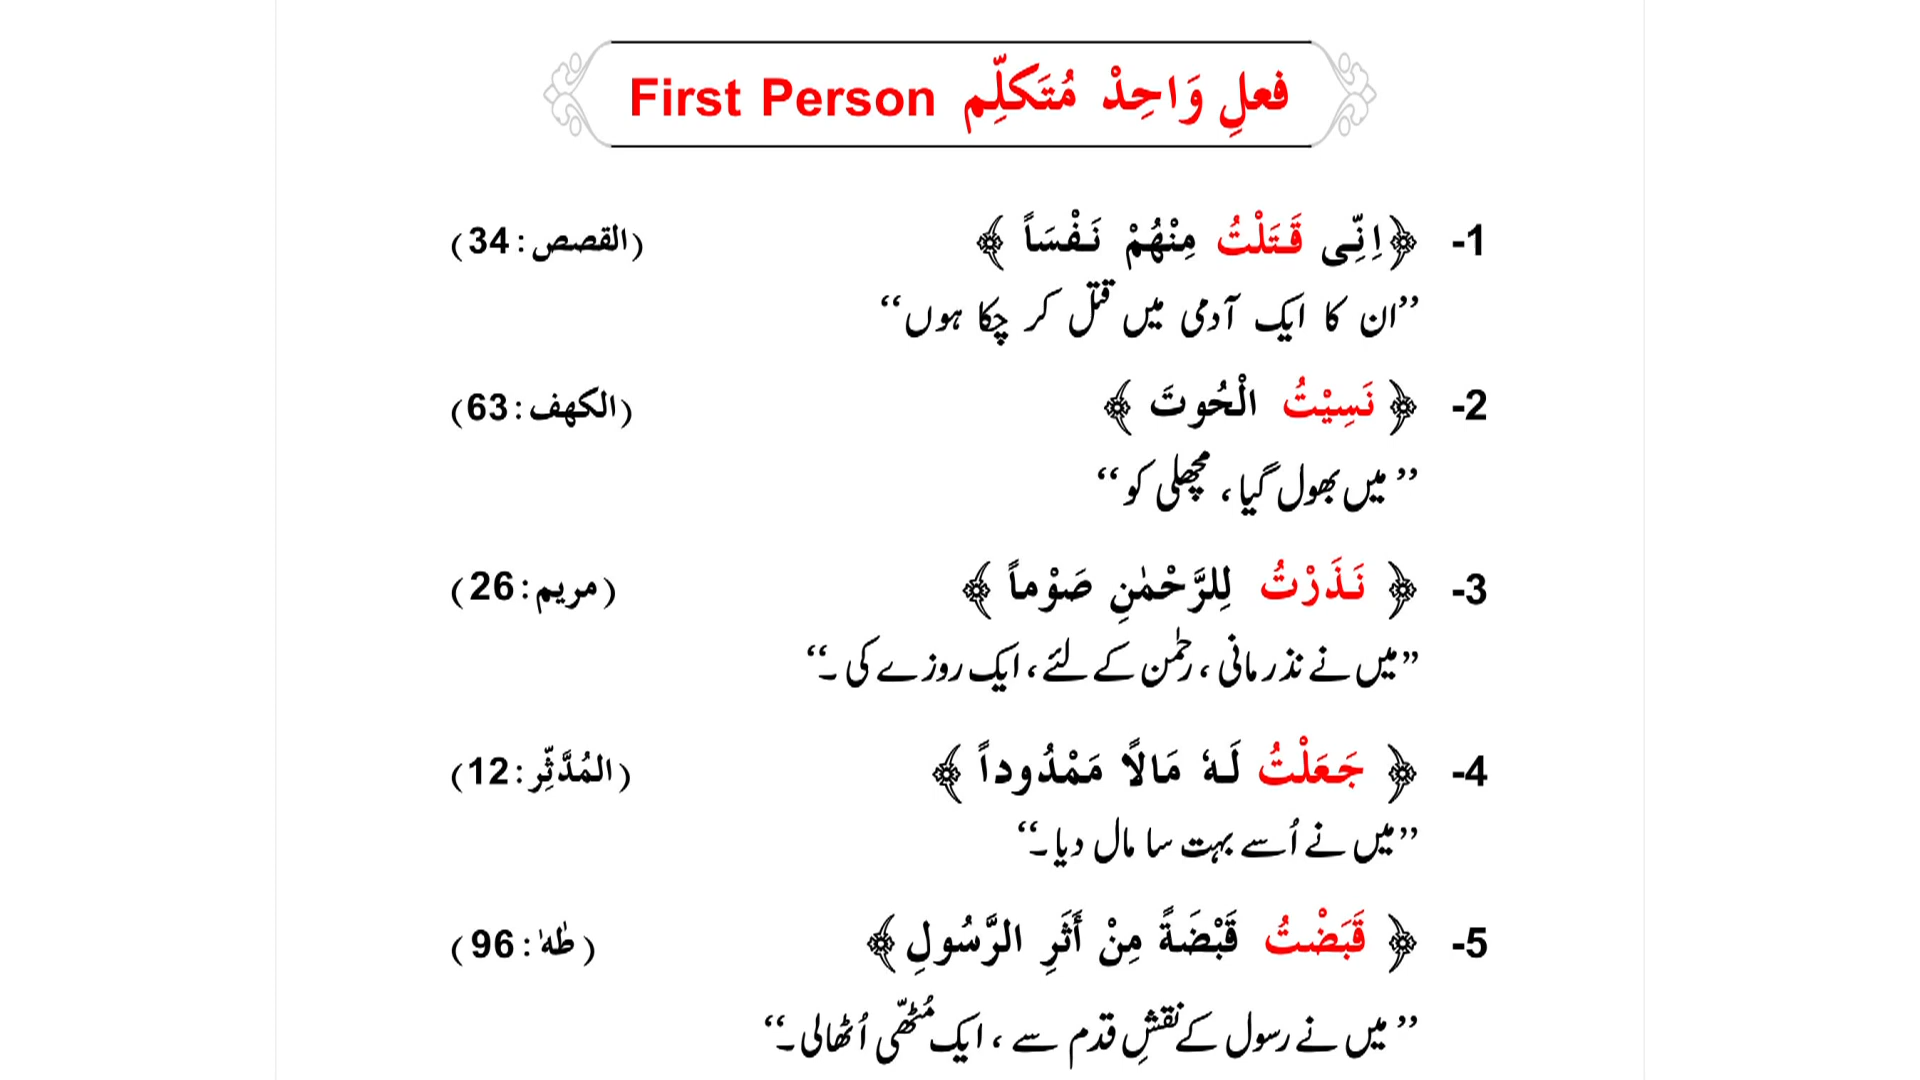 فعلِ وَاحِدْ مُتَكلِّم First Person
1- ﴿اِنِّی قَتَلْتُ مِنْهُمْ نَفْسَاً ﴾ (القصص:34)
”ان کا ایک آدمی میں قتل کر چکا ہوں“
2- ﴿ نَسِيْتُ الْحُوتَ ﴾ (الکهف:63)
” میں بھول گیا، مچھلی کو“
3- ﴿ نَذَرْتُ لِلرَّحْمٰنِ صَوْماً ﴾ (مریم:26)
”میں نے نذر مانی، رحمٰن کے لئے، ایک روزے کی۔“
4- ﴿ جَعَلْتُ لَهٗ مَالًا مَمْدُوداً ﴾ (المُدَّثِّر:12)
”میں نے اُسے بہت سا مال دیا۔“
5- ﴿ قَبَضْتُ قَبْضَةً مِنْ أَثَرِ الرَّسُولِ﴾ (طٰهٰ:96)
” میں نے رسول کے نقشِ قدم سے، ایک مُٹھّی اُٹھالی۔“